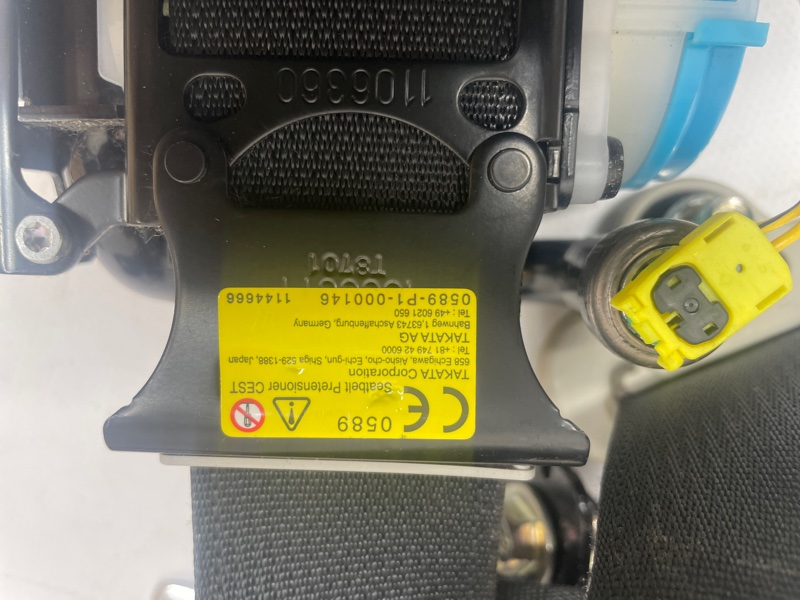 0589
Seatbelt Pretensioner CEST
TAKATA Corporation
658 Echigawa, Aisho-cho, Echi-gun, Shiga 529-1388, Japan
Tel : +81 749 42 6000
TAKATA AG
Bahnweg 1,63743 Aschaffenburg, Germany
Tel : +49 6021 650
0589-P1-000146 1144666
T8701
1106360